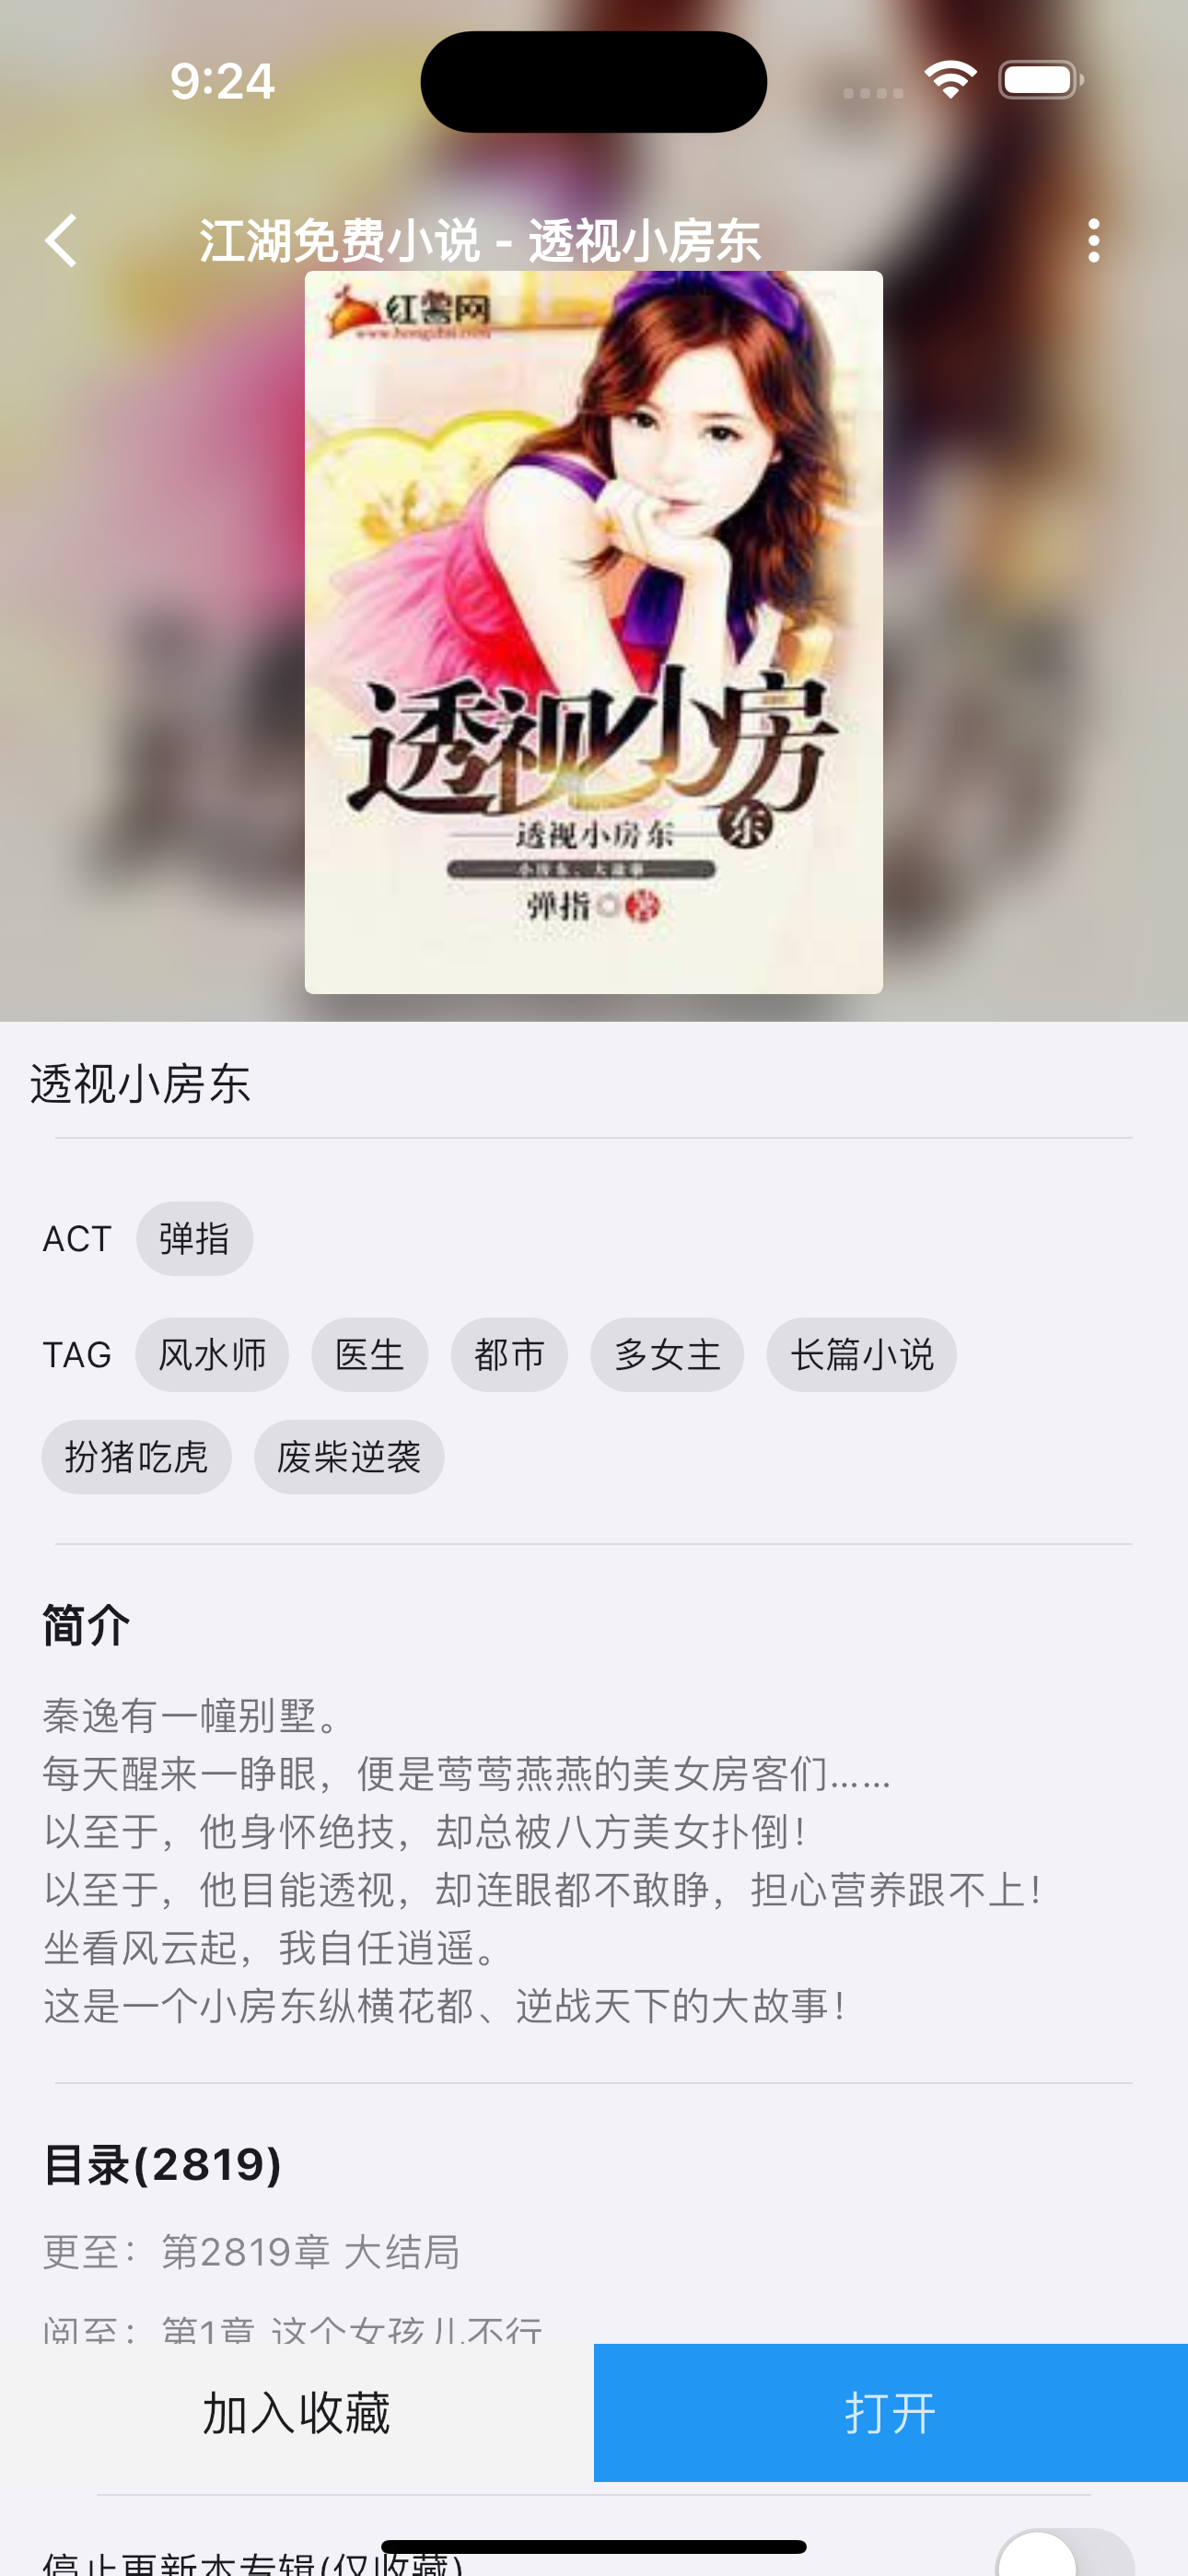 9:24
江湖免费小说 - 透视小房东
红薯网
透视小房
东
透视小房东
弹指 著
透视小房东
ACT 弹指
TAG 风水师 医生 都市 多女主 长篇小说
扮猪吃虎 废柴逆袭
简介
秦逸有一幢别墅。
每天醒来一睁眼，便是莺莺燕燕的美女房客们……
以至于，他身怀绝技，却总被八方美女扑倒！
以至于，他目能透视，却连眼都不敢睁，担心营养跟不上！
坐看风云起，我自任逍遥。
这是一个小房东纵横花都、逆战天下的大故事！
目录(2819)
更至：第2819章 大结局
阅至：第1章 这个女孩儿不行
加入收藏 打开
停止更新本专辑(仅收藏)